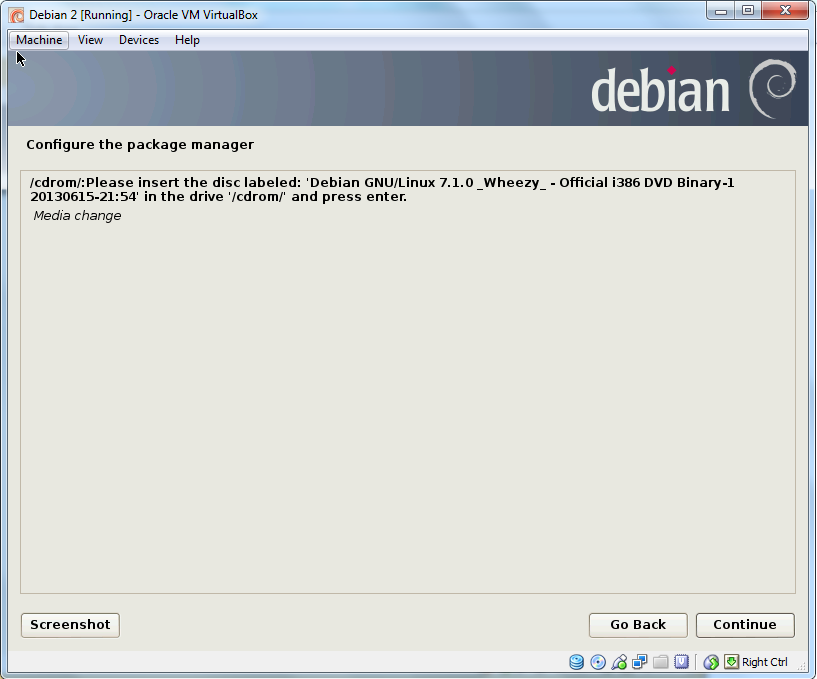 Debian 2 [Running] - Oracle VM VirtualBox
Machine View Devices Help
debian
Configure the package manager
/cdrom/:Please insert the disc labeled: 'Debian GNU/Linux 7.1.0 _Wheezy_ - Official i386 DVD Binary-1
20130615-21:54' in the drive '/cdrom/' and press enter.
Media change
Screenshot Go Back Continue
Right Ctrl